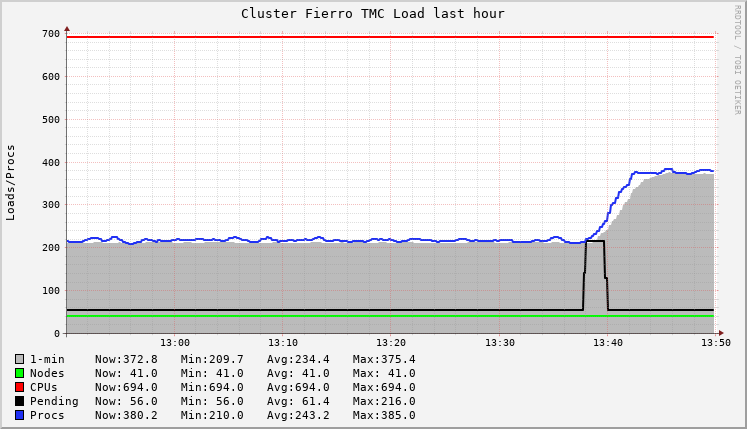 Cluster Fierro TMC Load last hour
RRDTOOL / TOBI OETIKER
Loads/Procs
700
600
500
400
300
200
100
0
13:00 13:10 13:20 13:30 13:40 13:50
1-min Now:372.8 Min:209.7 Avg:234.4 Max:375.4
Nodes Now: 41.0 Min: 41.0 Avg: 41.0 Max: 41.0
CPUs Now:694.0 Min:694.0 Avg:694.0 Max:694.0
Pending Now: 56.0 Min: 56.0 Avg: 61.4 Max:216.0
Procs Now:380.2 Min:210.0 Avg:243.2 Max:385.0